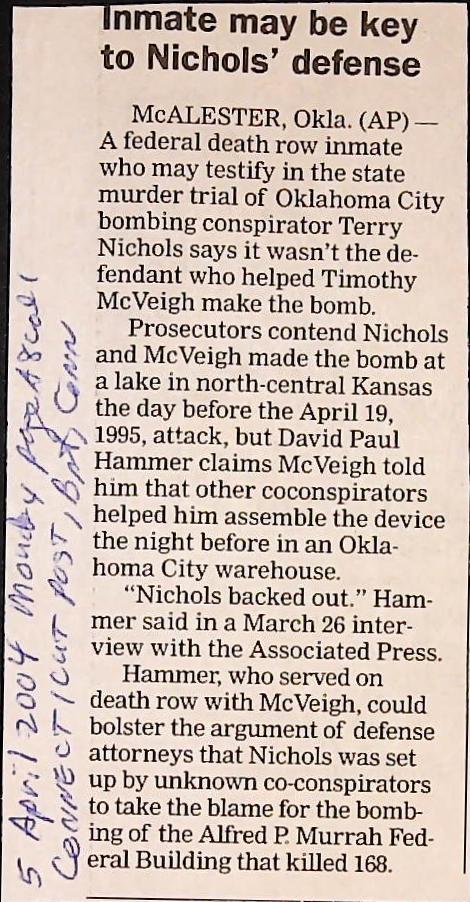 Inmate may be key
to Nichols' defense
McALESTER, Okla. (AP) —
A federal death row inmate
who may testify in the state
murder trial of Oklahoma City
bombing conspirator Terry
Nichols says it wasn't the de-
fendant who helped Timothy
McVeigh make the bomb.
Prosecutors contend Nichols
and McVeigh made the bomb at
a lake in north-central Kansas
the day before the April 19,
1995, attack, but David Paul
Hammer claims McVeigh told
him that other coconspirators
helped him assemble the device
the night before in an Okla-
homa City warehouse.
"Nichols backed out." Ham-
mer said in a March 26 inter-
view with the Associated Press.
Hammer, who served on
death row with McVeigh, could
bolster the argument of defense
attorneys that Nichols was set
up by unknown co-conspirators
to take the blame for the bomb-
ing of the Alfred P. Murrah Fed-
eral Building that killed 168.
5 April 2004 Monday Page A8 col 1
CONNECTICUT POST, Bpt, Conn